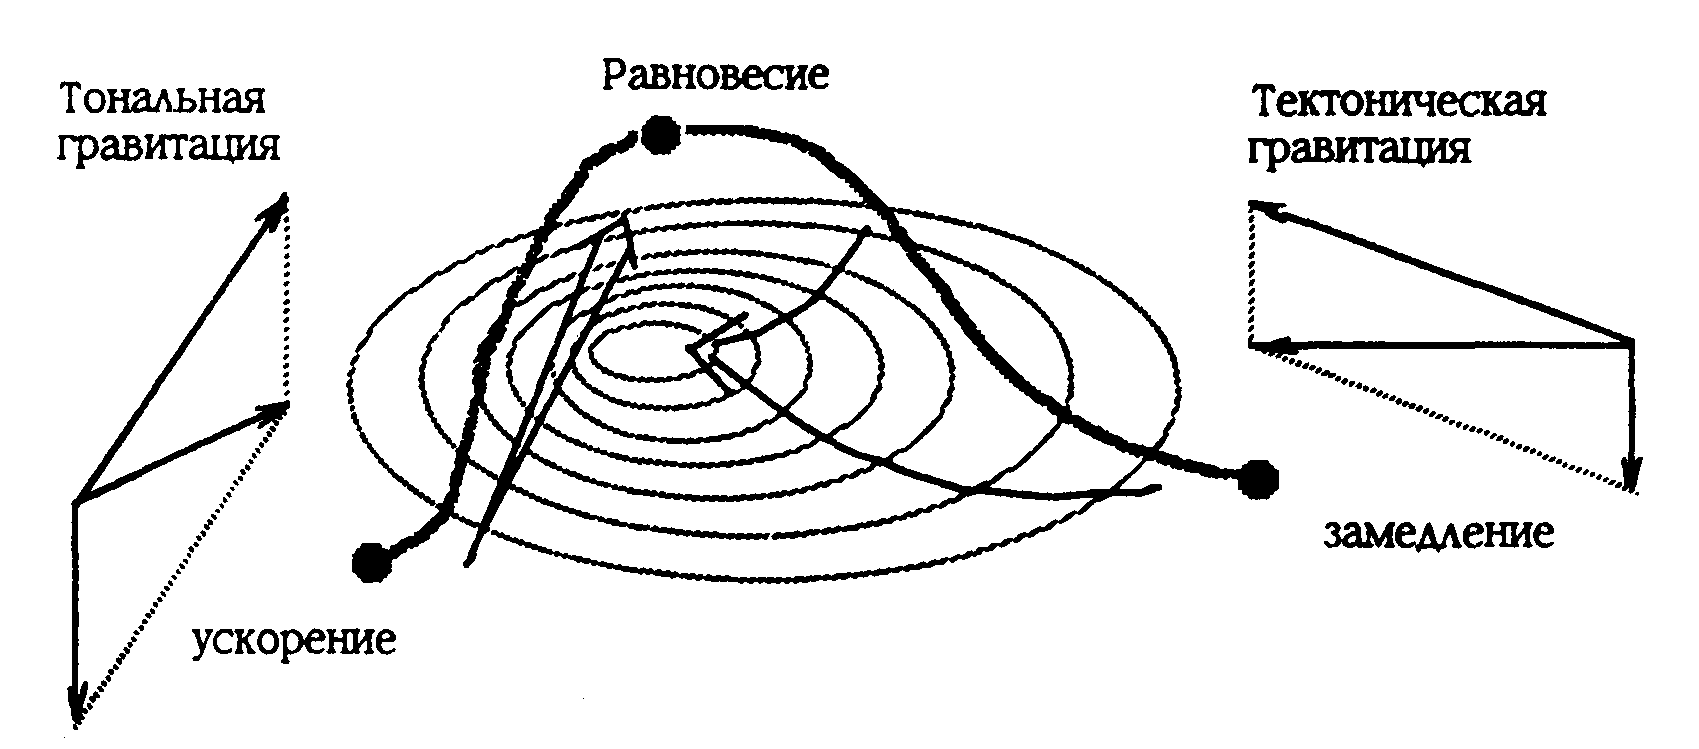 Равновесие
Тональная
гравитация
Тектоническая
гравитация
замедление
ускорение